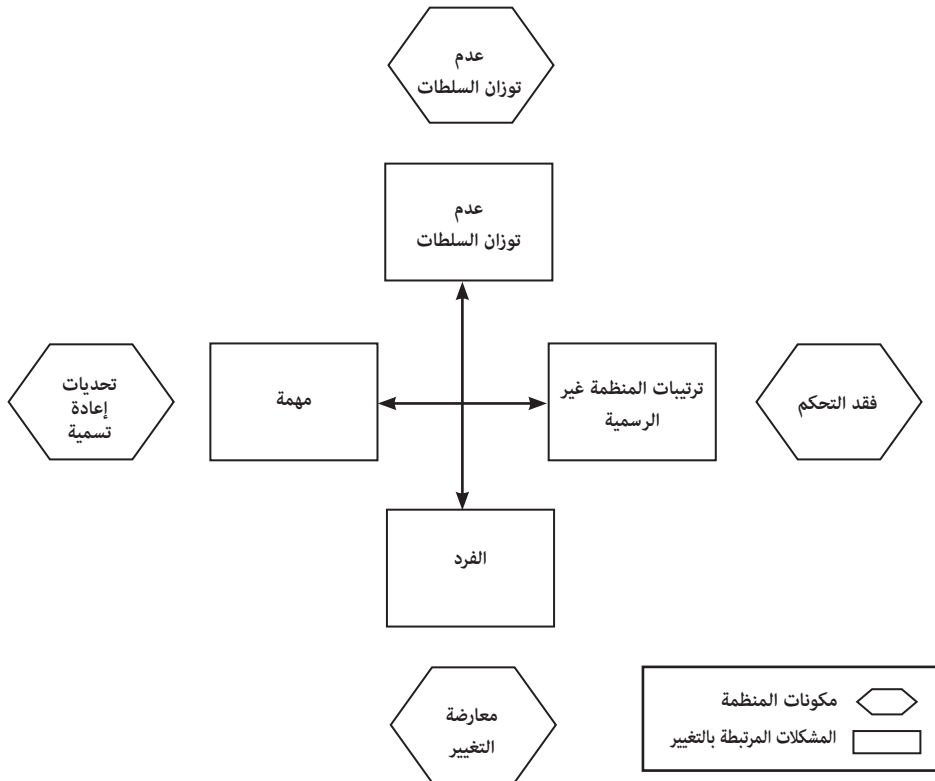 عدم
توزان السلطات
عدم
توزان السلطات
تحديات
إعادة
تسمية
مهمة
ترتيبات المنظمة غير
الرسمية
فقد التحكم
الفرد
معارضة
التغيير
مكونات المنظمة
المشكلات المرتبطة بالتغيير